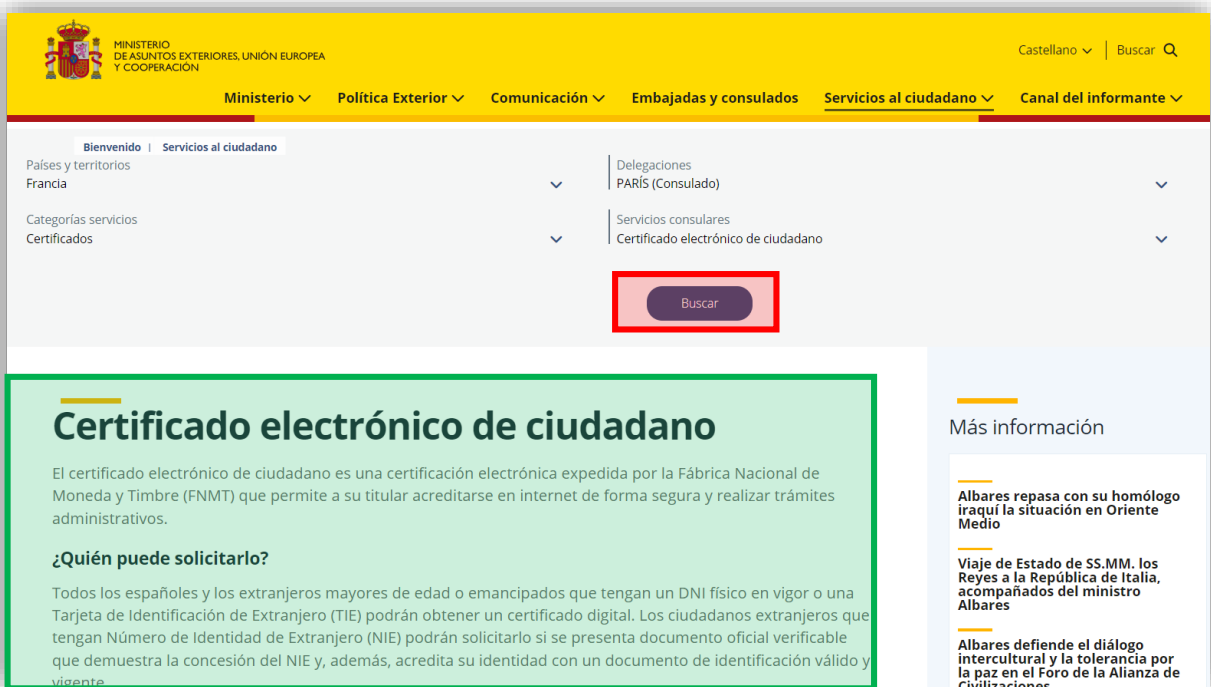 MINISTERIO
DE ASUNTOS EXTERIORES, UNIÓN EUROPEA
Y COOPERACIÓN
Castellano
Buscar
Ministerio
Política Exterior
Comunicación
Embajadas y consulados
Servicios al ciudadano
Canal del informante
Bienvenido | Servicios al ciudadano
Países y territorios
Francia
Delegaciones
PARÍS (Consulado)
Categorías servicios
Certificados
Servicios consulares
Certificado electrónico de ciudadano
Buscar
Certificado electrónico de ciudadano
El certificado electrónico de ciudadano es una certificación electrónica expedida por la Fábrica Nacional de
Moneda y Timbre (FNMT) que permite a su titular acreditarse en internet de forma segura y realizar trámites
administrativos.
¿Quién puede solicitarlo?
Todos los españoles y los extranjeros mayores de edad o emancipados que tengan un DNI físico en vigor o una
Tarjeta de Identificación de Extranjero (TIE) podrán obtener un certificado digital. Los ciudadanos extranjeros que
tengan Número de Identidad de Extranjero (NIE) podrán solicitarlo si se presenta documento oficial verificable
que demuestra la concesión del NIE y, además, acredita su identidad con un documento de identificación válido y
vigente
Más información
Albares repasa con su homólogo
iraquí la situación en Oriente
Medio
Viaje de Estado de SS.MM. los
Reyes a la República de Italia,
acompañados del ministro
Albares
Albares defiende el diálogo
intercultural y la tolerancia por
la paz en el Foro de la Alianza de
Civilizaciones